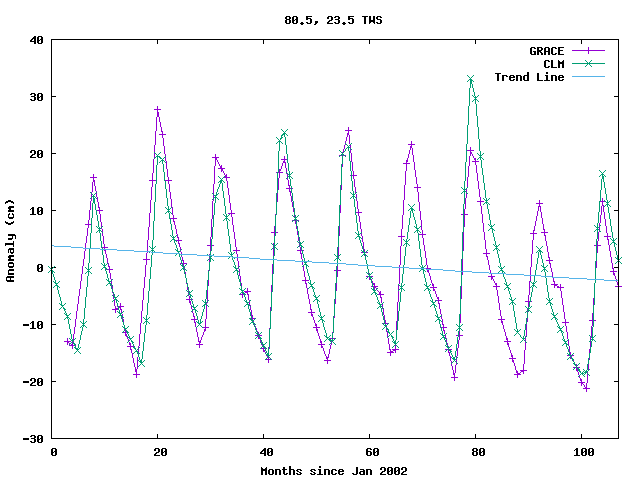 80.5, 23.5 TWS
GRACE
CLM
Trend Line
40
30
20
10
0
-10
-20
-30
Anomaly (cm)
0 20 40 60 80 100
Months since Jan 2002